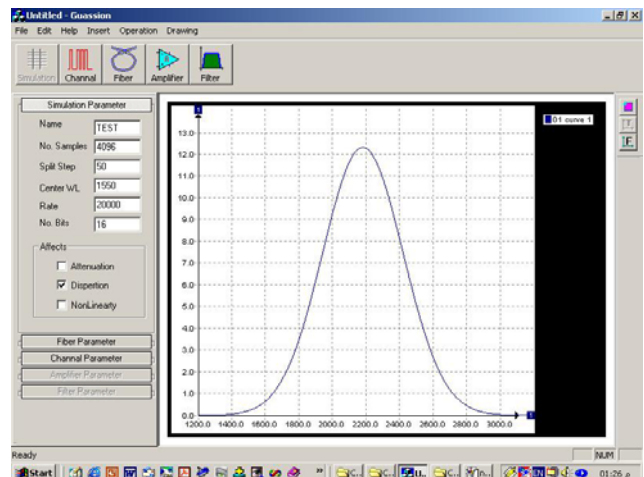 Untitled - Guassion
File Edit Help Insert Operation Drawing
Simulation Channal Fiber Amplifier Filter
Simulation Parameter
Name TEST
No. Samples 4096
Split Step 50
Center WL 1550
Rate 20000
No. Bits 16
Affects
Attenuation
Dispertion
NonLinearty
Fiber Parameter
Channal Parameter
Amplifier Parameter
Filter Parameter
1
13.0
12.0
11.0
10.0
9.0
8.0
7.0
6.0
5.0
4.0
3.0
2.0
1.0
0.0
1200.0 1400.0 1600.0 1800.0 2000.0 2200.0 2400.0 2600.0 2800.0 3000.0
1
01 curve 1
Ready
NUM
Start
EN
01:26 م